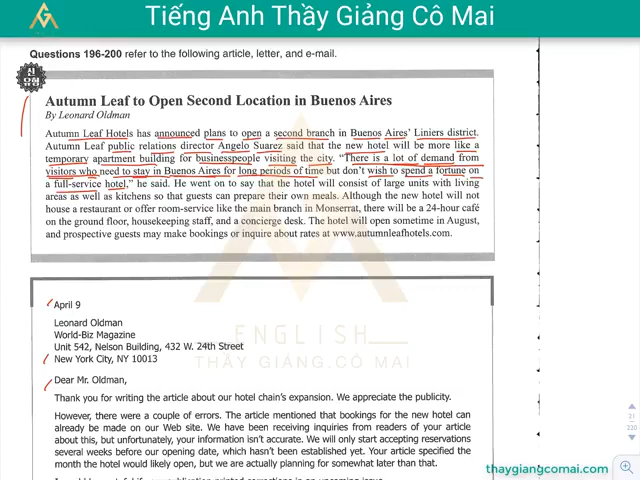 Tiếng Anh Thầy Giảng Cô Mai
Questions 196-200 refer to the following article, letter, and e-mail.
Autumn Leaf to Open Second Location in Buenos Aires
By Leonard Oldman
Autumn Leaf Hotels has announced plans to open a second branch in Buenos Aires' Liniers district.
Autumn Leaf public relations director Angelo Suarez said that the new hotel will be more like a
temporary apartment building for businesspeople visiting the city. "There is a lot of demand from
visitors who need to stay in Buenos Aires for long periods of time but don't wish to spend a fortune on
a full-service hotel," he said. He went on to say that the hotel will consist of large units with living
areas as well as kitchens so that guests can prepare their own meals. Although the new hotel will not
house a restaurant or offer room-service like the main branch in Monserrat, there will be a 24-hour café
on the ground floor, housekeeping staff, and a concierge desk. The hotel will open sometime in August,
and prospective guests may make bookings or inquire about rates at www.autumnleafhotels.com.
April 9
Leonard Oldman
World-Biz Magazine
Unit 542, Nelson Building, 432 W. 24th Street
New York City, NY 10013
ENGLISH
THẦY GIẢNG.CÔ MAI
Dear Mr. Oldman,
Thank you for writing the article about our hotel chain's expansion. We appreciate the publicity.
However, there were a couple of errors. The article mentioned that bookings for the new hotel can
already be made on our Web site. We have been receiving inquiries from readers of your article
about this, but unfortunately, your information isn't accurate. We will only start accepting reservations
several weeks before our opening date, which hasn't been established yet. Your article specified the
month the hotel would likely open, but we are actually planning for somewhat later than that.
21
220
thaygiangcomai.com